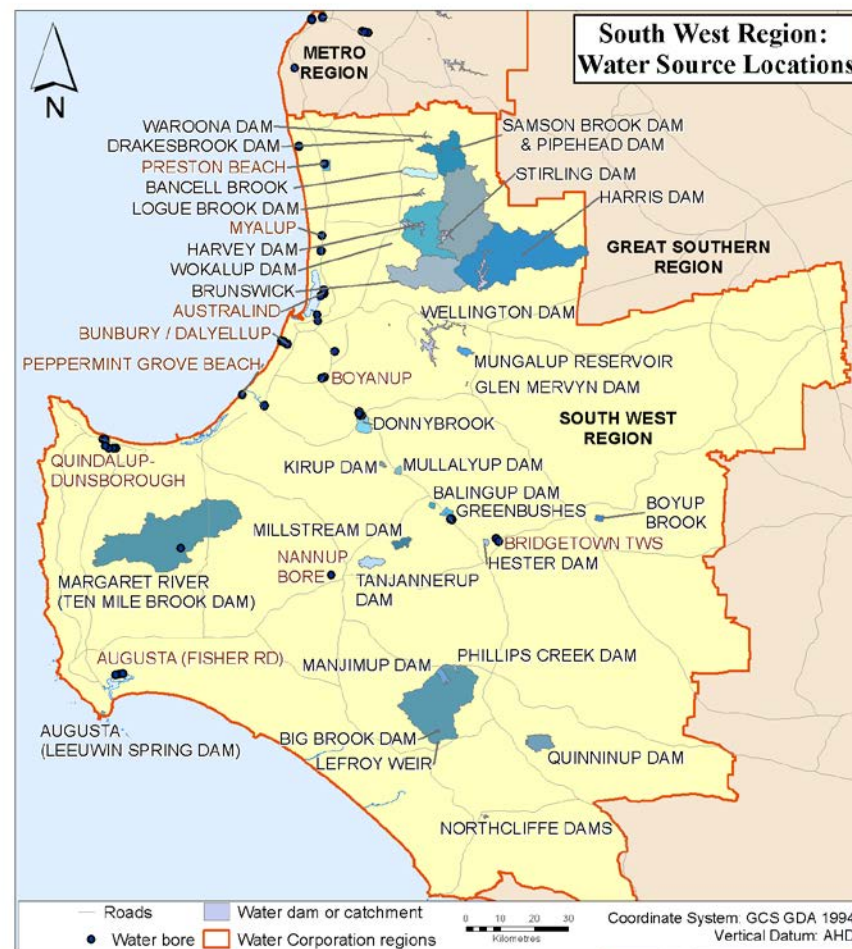 South West Region:
Water Source Locations
N
METRO
REGION
WAROONA DAM
DRAKESBROOK DAM
PRESTON BEACH
BANCELL BROOK
LOGUE BROOK DAM
MYALUP
HARVEY DAM
WOKALUP DAM
BRUNSWICK
AUSTRALIND
BUNBURY / DALYELLUP
PEPPERMINT GROVE BEACH
SAMSON BROOK DAM
& PIPEHEAD DAM
STIRLING DAM
HARRIS DAM
GREAT SOUTHERN
REGION
WELLINGTON DAM
MUNGALUP RESERVOIR
BOYANUP
GLEN MERVYN DAM
DONNYBROOK
SOUTH WEST
REGION
QUINDALUP-
DUNSBOROUGH
KIRUP DAM
MULLALYUP DAM
BALINGUP DAM
GREENBUSHES
BOYUP
BROOK
MILLSTREAM DAM
BRIDGETOWN TWS
HESTER DAM
NANNUP
BORE
TANJANNERUP
DAM
MARGARET RIVER
(TEN MILE BROOK DAM)
AUGUSTA (FISHER RD)
MANJIMUP DAM
PHILLIPS CREEK DAM
AUGUSTA
(LEEUWIN SPRING DAM)
BIG BROOK DAM
LEFROY WEIR
QUINNINUP DAM
NORTHCLIFFE DAMS
Roads
Water bore
Water dam or catchment
Water Corporation regions
0 10 20 30
Kilometres
Coordinate System: GCS GDA 1994
Vertical Datum: AHD